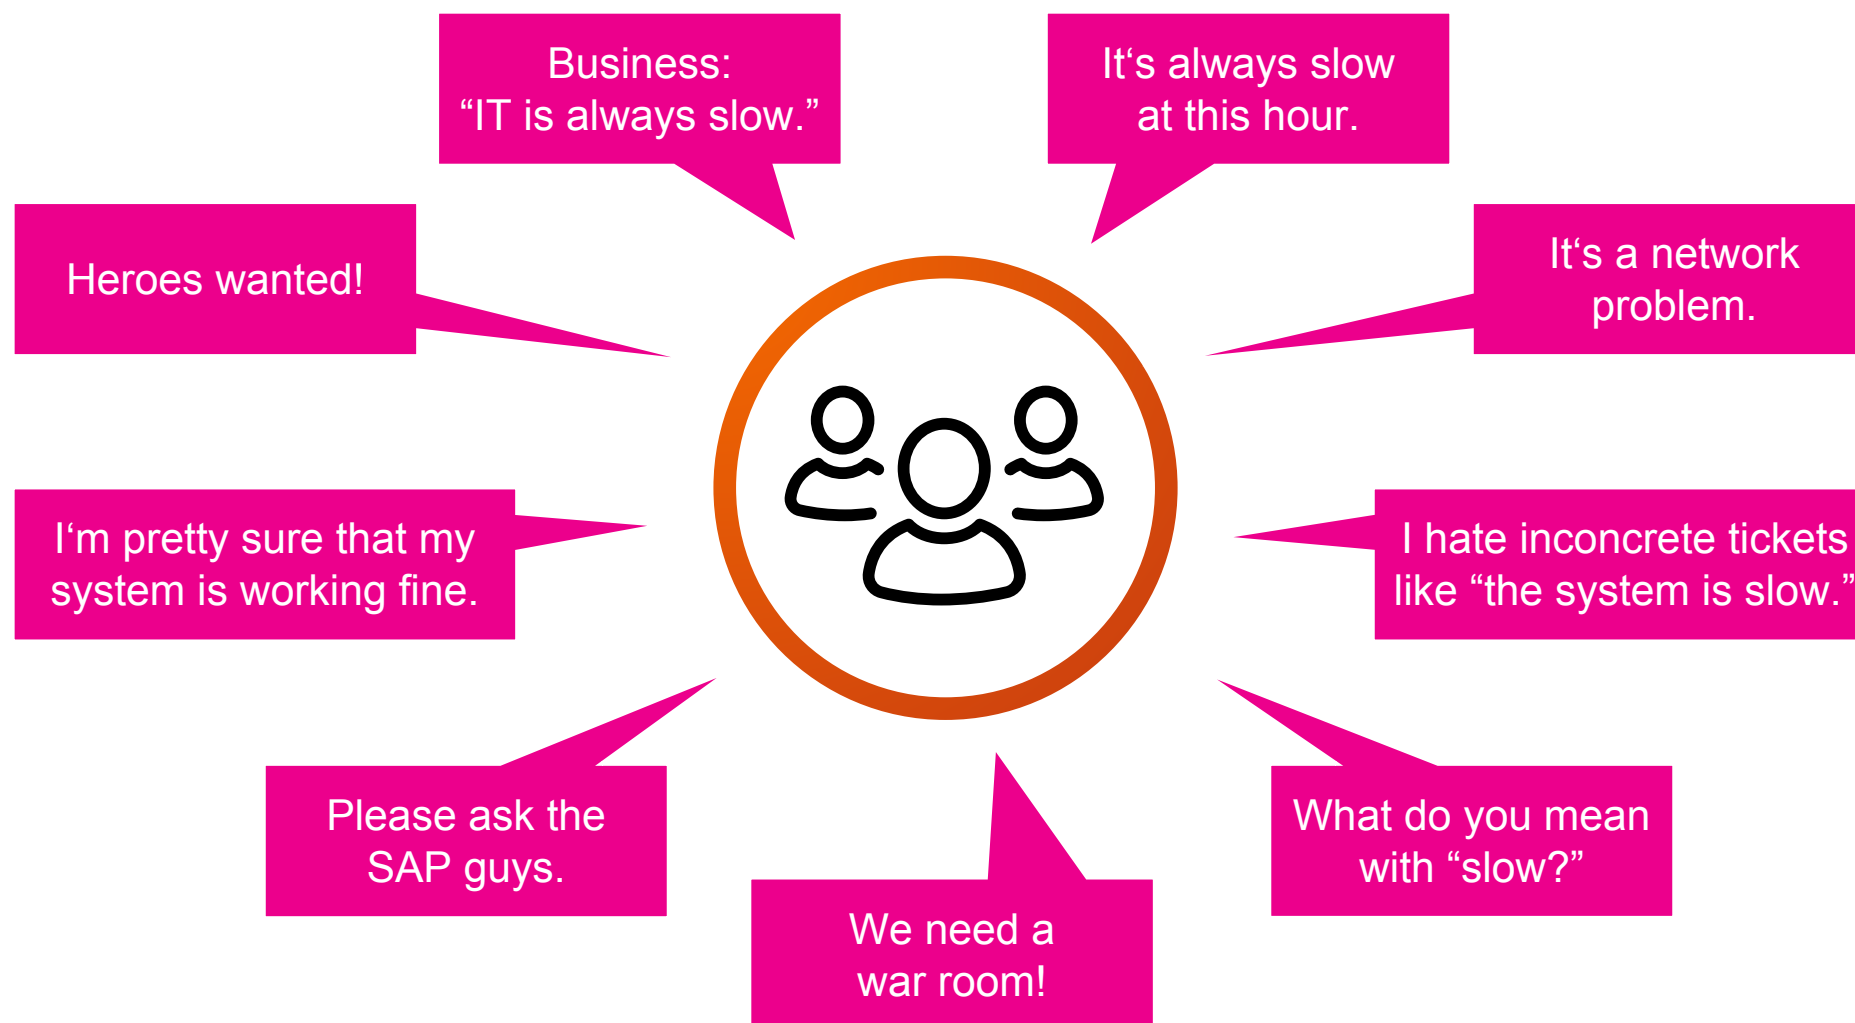 Business:
“IT is always slow.”
It‘s always slow
at this hour.
Heroes wanted!
It‘s a network
problem.
I‘m pretty sure that my
system is working fine.
I hate inconcrete tickets
like “the system is slow.”
Please ask the
SAP guys.
What do you mean
with “slow?”
We need a
war room!